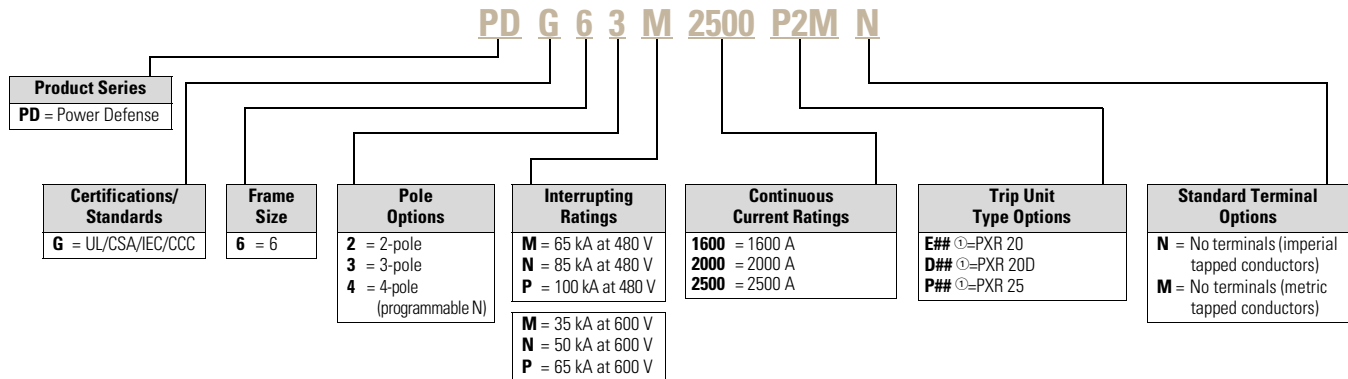 PD G 6 3 M 2500 P2M N
Product Series
PD = Power Defense
Certifications/
Standards
G = UL/CSA/IEC/CCC
Frame
Size
6 = 6
Pole
Options
2 = 2-pole
3 = 3-pole
4 = 4-pole
(programmable N)
Interrupting
Ratings
M = 65 kA at 480 V
N = 85 kA at 480 V
P = 100 kA at 480 V
M = 35 kA at 600 V
N = 50 kA at 600 V
P = 65 kA at 600 V
Continuous
Current Ratings
1600 = 1600 A
2000 = 2000 A
2500 = 2500 A
Trip Unit
Type Options
E## ①=PXR 20
D## ①=PXR 20D
P## ①=PXR 25
Standard Terminal
Options
N = No terminals (imperial
tapped conductors)
M = No terminals (metric
tapped conductors)